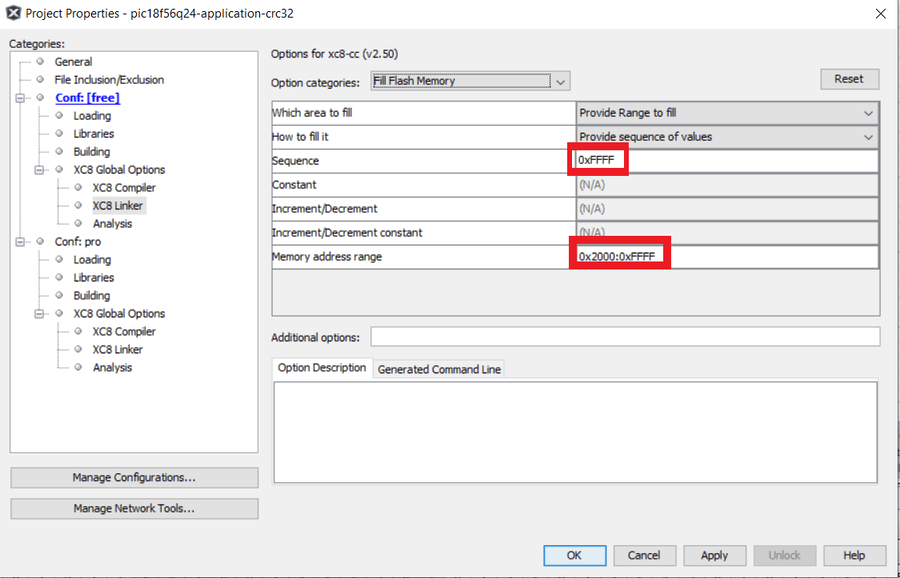 Project Properties - pic18f56q24-application-crc32
Categories:
General
File Inclusion/Exclusion
Conf: [free]
Loading
Libraries
Building
XC8 Global Options
XC8 Compiler
XC8 Linker
Analysis
Conf: pro
Loading
Libraries
Building
XC8 Global Options
XC8 Compiler
XC8 Linker
Analysis
Manage Configurations...
Manage Network Tools...
Options for xc8-cc (v2.50)
Option categories: Fill Flash Memory Reset
Which area to fill Provide Range to fill
How to fill it Provide sequence of values
Sequence 0xFFFF
Constant (N/A)
Increment/Decrement (N/A)
Increment/Decrement constant (N/A)
Memory address range 0x2000:0xFFFF
Additional options:
Option Description Generated Command Line
OK Cancel Apply Unlock Help